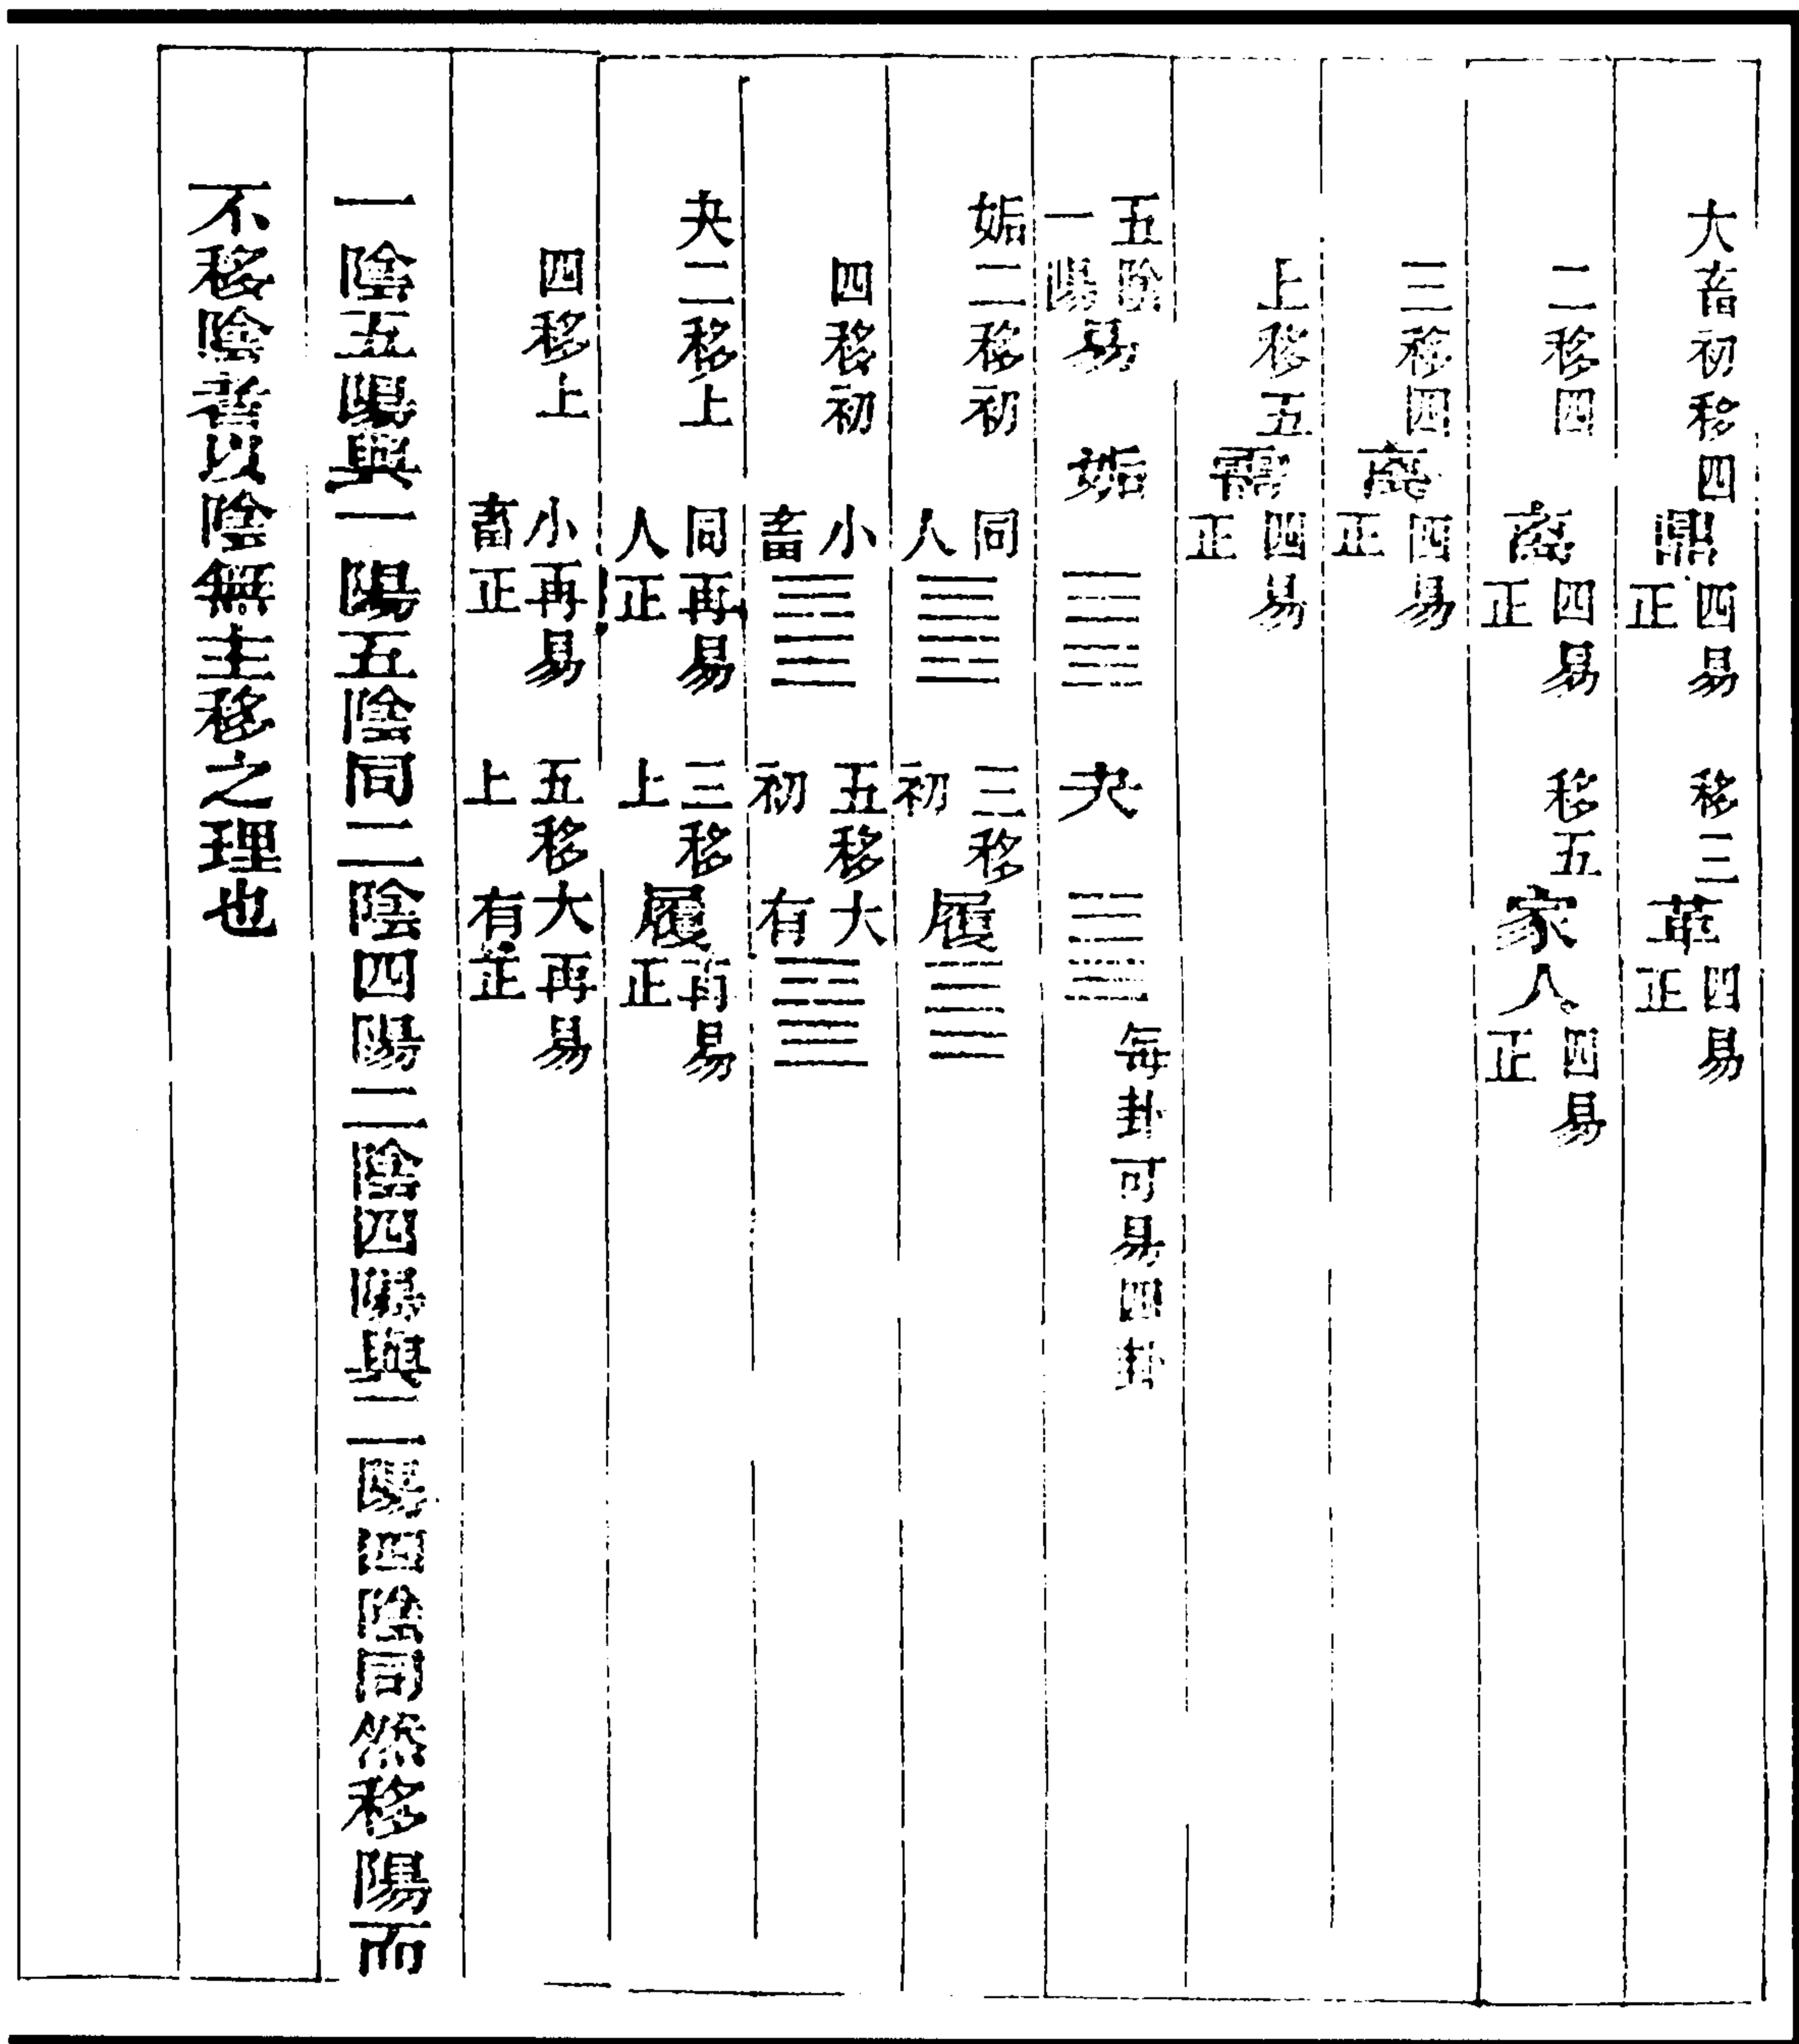 大畜初移四鼎四易正　移三革四易正
二移四离四易正　移五家人四易正
三移四离四易正
上移五需四易正
五陰一陽易　姤䷫　夬䷪每卦可易四卦
姤二移初　同人䷌　三移初履䷉
四移初　小畜䷈　五移初大有䷍
夬二移上　同人再易正　三移上履再易正
四移上　小畜再易正　五移上大有再易正
一陰五陽與一陽五陰同二陰四陽二陰四陽與二陽四陰同然移陽而
不移陰者以陰無主移之理也